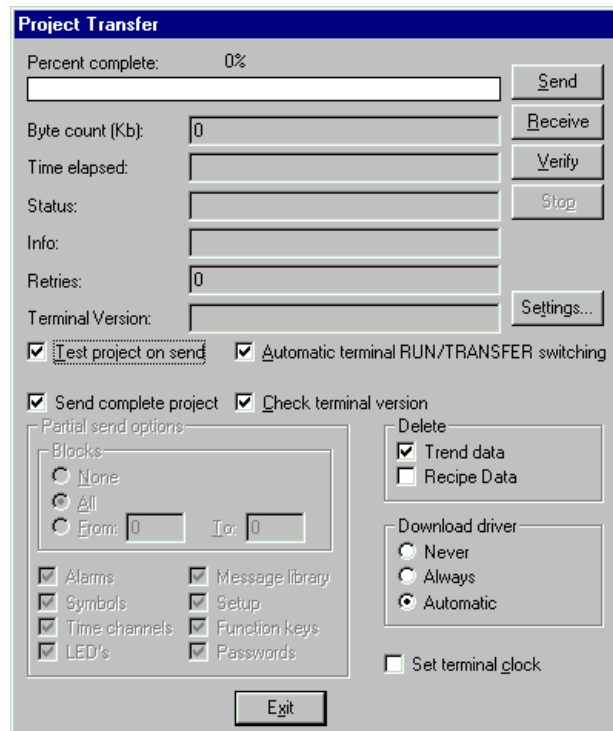 Project Transfer
Percent complete: 0%
Send
Byte count (Kb): 0
Receive
Time elapsed:
Verify
Status:
Stop
Info:
Retries: 0
Terminal Version:
Settings...
Test project on send Automatic terminal RUN/TRANSFER switching
Send complete project Check terminal version
Partial send options
Blocks
None
All
From: 0 To: 0
Alarms Message library
Symbols Setup
Time channels Function keys
LED's Passwords
Delete
Trend data
Recipe Data
Download driver
Never
Always
Automatic
Set terminal clock
Exit